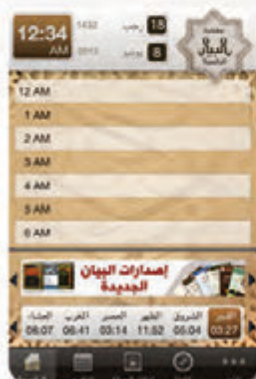 12:34
AM
1432 رجب 18
8
البيان
12 AM
1 AM
2 AM
3 AM
4 AM
5 AM
6 AM
إصدارات البيان
الجديدة
الفجر الشروق الظهر العصر المغرب العشاء
03:27 05:04 11:52 03:14 06:41 08:07